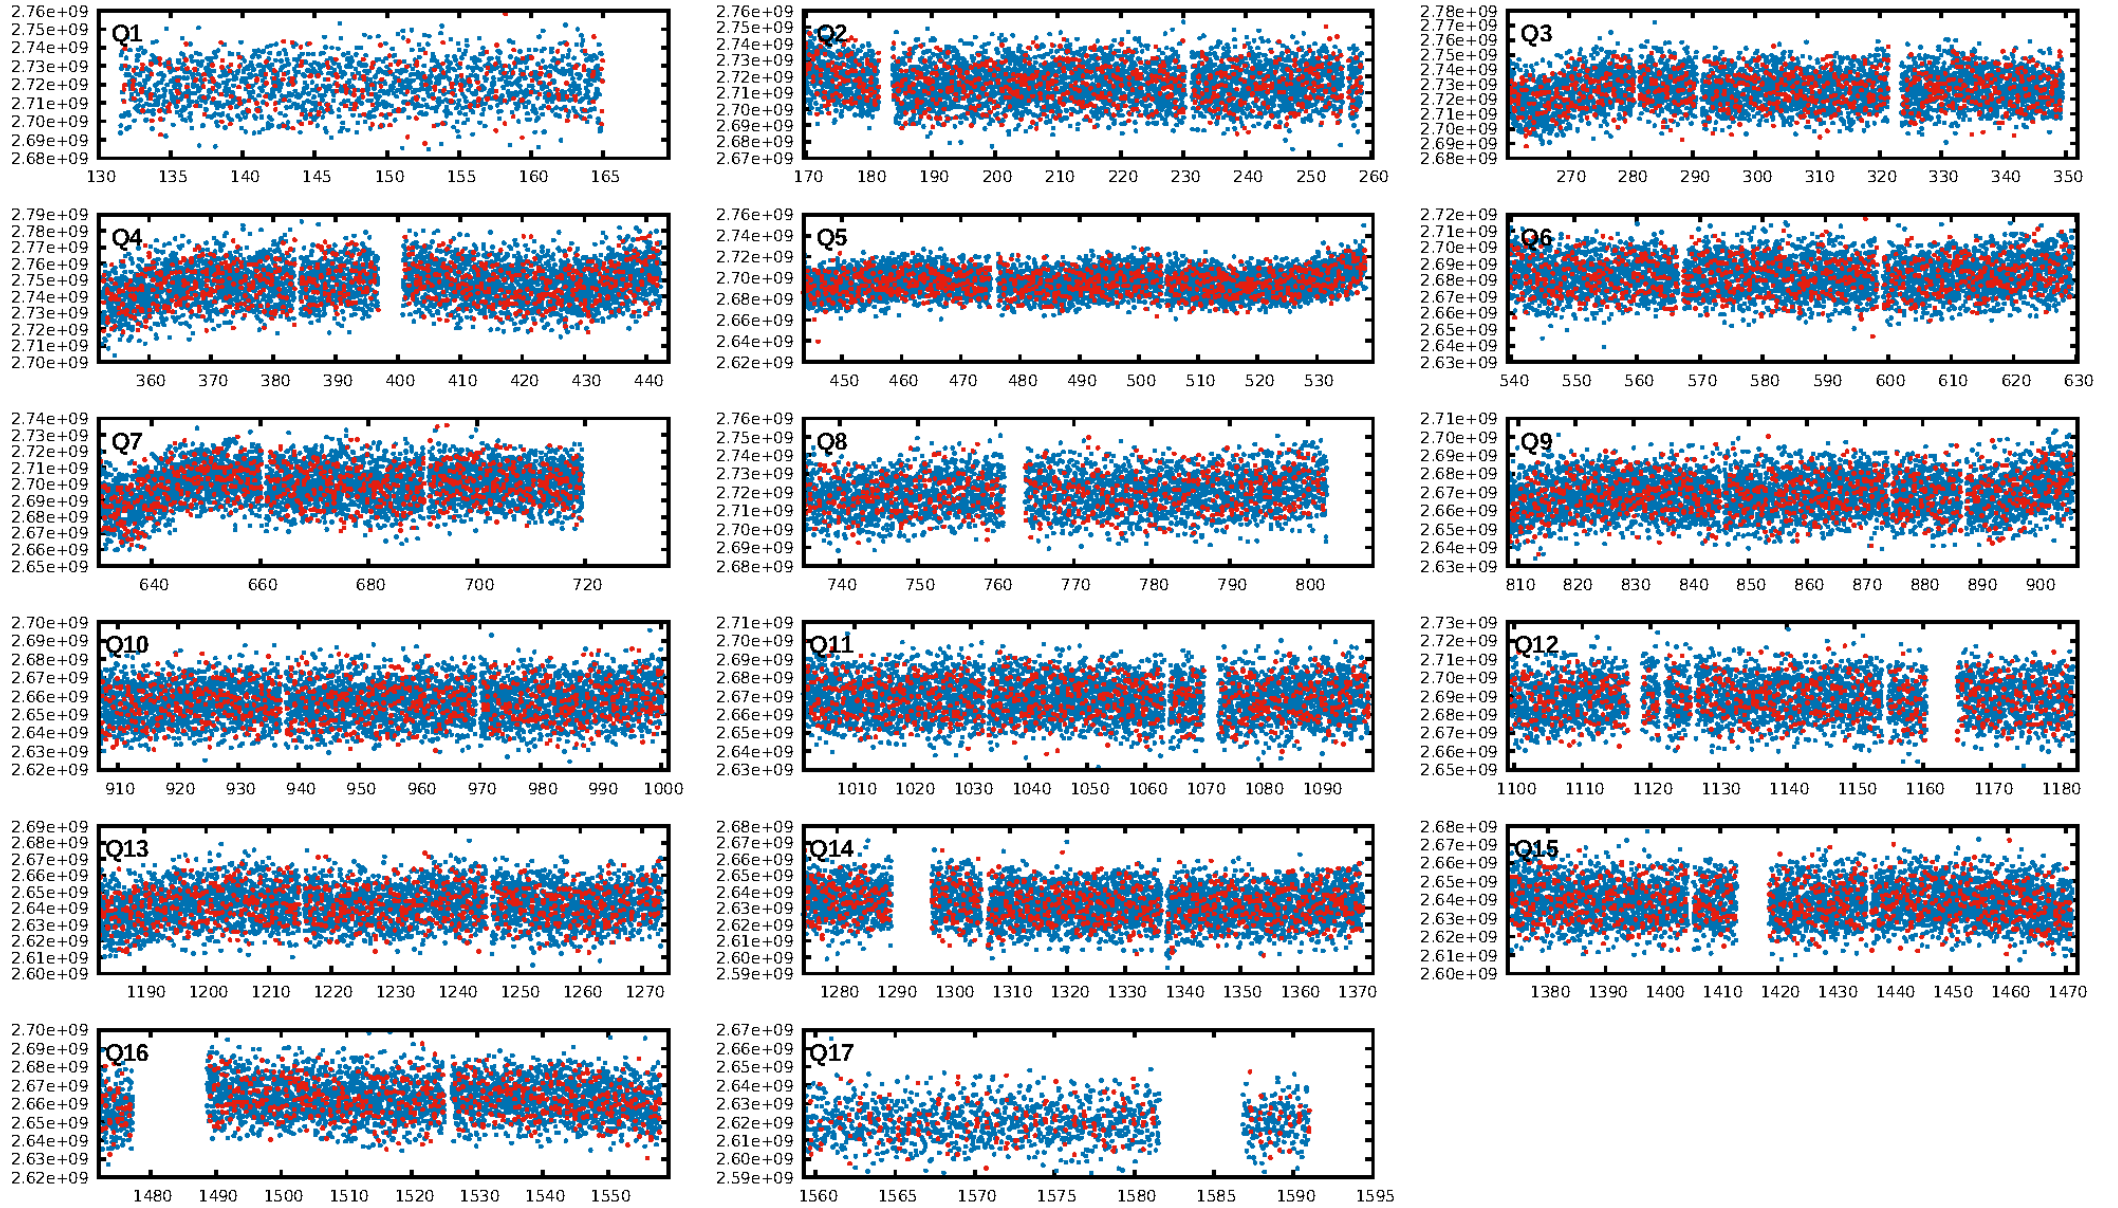 Q1
2.76e+09
2.75e+09
2.74e+09
2.73e+09
2.72e+09
2.71e+09
2.70e+09
2.69e+09
2.68e+09
130 135 140 145 150 155 160 165
Q2
2.76e+09
2.75e+09
2.74e+09
2.73e+09
2.72e+09
2.71e+09
2.70e+09
2.69e+09
2.68e+09
2.67e+09
170 180 190 200 210 220 230 240 250 260
Q3
2.78e+09
2.77e+09
2.76e+09
2.75e+09
2.74e+09
2.73e+09
2.72e+09
2.71e+09
2.70e+09
2.69e+09
2.68e+09
270 280 290 300 310 320 330 340 350
Q4
2.79e+09
2.78e+09
2.77e+09
2.76e+09
2.75e+09
2.74e+09
2.73e+09
2.72e+09
2.71e+09
2.70e+09
360 370 380 390 400 410 420 430 440
Q5
2.76e+09
2.74e+09
2.72e+09
2.70e+09
2.68e+09
2.66e+09
2.64e+09
2.62e+09
450 460 470 480 490 500 510 520 530
Q6
2.72e+09
2.71e+09
2.70e+09
2.69e+09
2.68e+09
2.67e+09
2.66e+09
2.65e+09
2.64e+09
2.63e+09
540 550 560 570 580 590 600 610 620 630
Q7
2.74e+09
2.73e+09
2.72e+09
2.71e+09
2.70e+09
2.69e+09
2.68e+09
2.67e+09
2.66e+09
2.65e+09
640 660 680 700 720
Q8
2.76e+09
2.75e+09
2.74e+09
2.73e+09
2.72e+09
2.71e+09
2.70e+09
2.69e+09
2.68e+09
740 750 760 770 780 790 800
Q9
2.71e+09
2.70e+09
2.69e+09
2.68e+09
2.67e+09
2.66e+09
2.65e+09
2.64e+09
2.63e+09
810 820 830 840 850 860 870 880 890 900
Q10
2.70e+09
2.69e+09
2.68e+09
2.67e+09
2.66e+09
2.65e+09
2.64e+09
2.63e+09
2.62e+09
910 920 930 940 950 960 970 980 990 1000
Q11
2.71e+09
2.70e+09
2.69e+09
2.68e+09
2.67e+09
2.66e+09
2.65e+09
2.64e+09
2.63e+09
1010 1020 1030 1040 1050 1060 1070 1080 1090
Q12
2.73e+09
2.72e+09
2.71e+09
2.70e+09
2.69e+09
2.68e+09
2.67e+09
2.66e+09
2.65e+09
1100 1110 1120 1130 1140 1150 1160 1170 1180
Q13
2.69e+09
2.68e+09
2.67e+09
2.66e+09
2.65e+09
2.64e+09
2.63e+09
2.62e+09
2.61e+09
2.60e+09
1190 1200 1210 1220 1230 1240 1250 1260 1270
Q14
2.68e+09
2.67e+09
2.66e+09
2.65e+09
2.64e+09
2.63e+09
2.62e+09
2.61e+09
2.60e+09
2.59e+09
1280 1290 1300 1310 1320 1330 1340 1350 1360 1370
Q15
2.68e+09
2.67e+09
2.66e+09
2.65e+09
2.64e+09
2.63e+09
2.62e+09
2.61e+09
2.60e+09
1380 1390 1400 1410 1420 1430 1440 1450 1460 1470
Q16
2.70e+09
2.69e+09
2.68e+09
2.67e+09
2.66e+09
2.65e+09
2.64e+09
2.63e+09
2.62e+09
1480 1490 1500 1510 1520 1530 1540 1550
Q17
2.67e+09
2.66e+09
2.65e+09
2.64e+09
2.63e+09
2.62e+09
2.61e+09
2.60e+09
2.59e+09
1560 1565 1570 1575 1580 1585 1590 1595